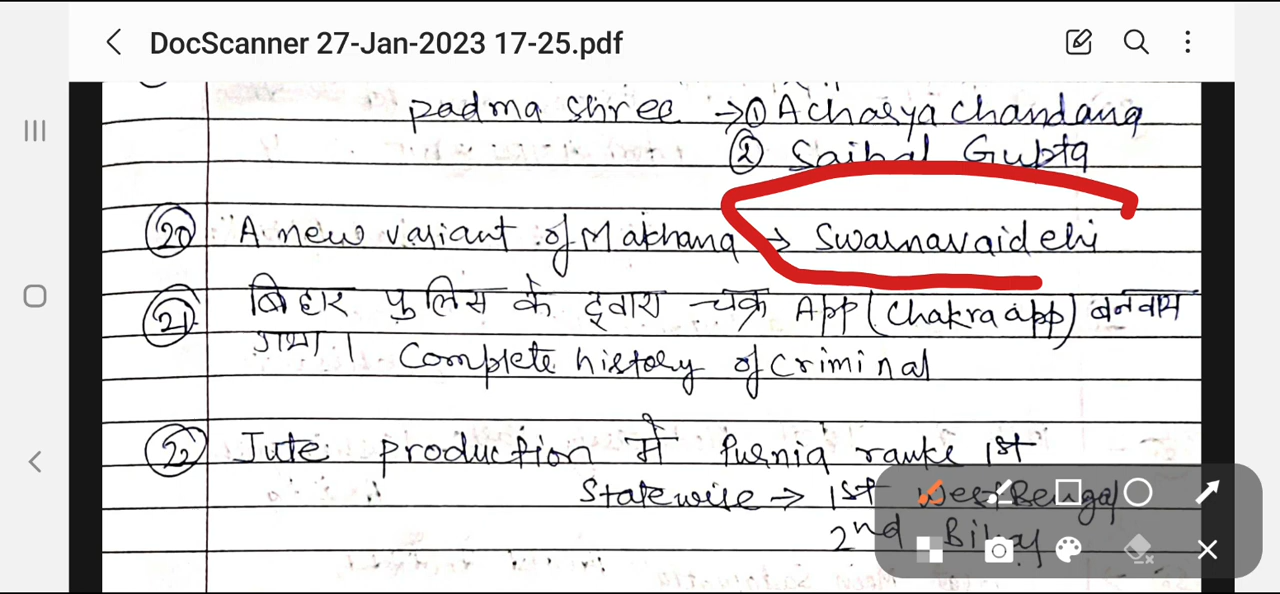 DocScanner 27-Jan-2023 17-25.pdf
Padma shree → ① Acharya Chandana
② Saibal Gupta
⑳ A new variant of Makhana → Swarnavaidehi
㉑ बिहार पुलिस के द्वारा चक्र App (Chakra app) बनवाया
गया। Complete history of Criminal
㉒ Jute production में Purnia ranks 1st
Statewise → 1st West Bengal
2nd Bihar